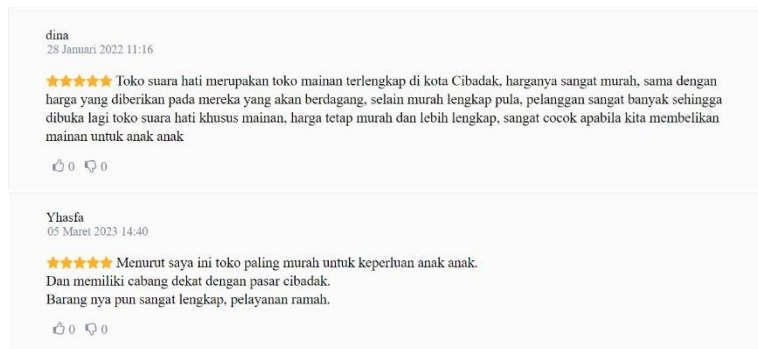 dina
28 Januari 2022 11:16
Toko suara hati merupakan toko mainan terlengkap di kota Cibadak, harganya sangat murah, sama dengan
harga yang diberikan pada mereka yang akan berdagang, selain murah lengkap pula, pelanggan sangat banyak sehingga
dibuka lagi toko suara hati khusus mainan, harga tetap murah dan lebih lengkap, sangat cocok apabila kita membelikan
mainan untuk anak anak
0 0
Yhasfa
05 Maret 2023 14:40
Menurut saya ini toko paling murah untuk keperluan anak anak.
Dan memiliki cabang dekat dengan pasar cibadak.
Barang nya pun sangat lengkap, pelayanan ramah.
0 0